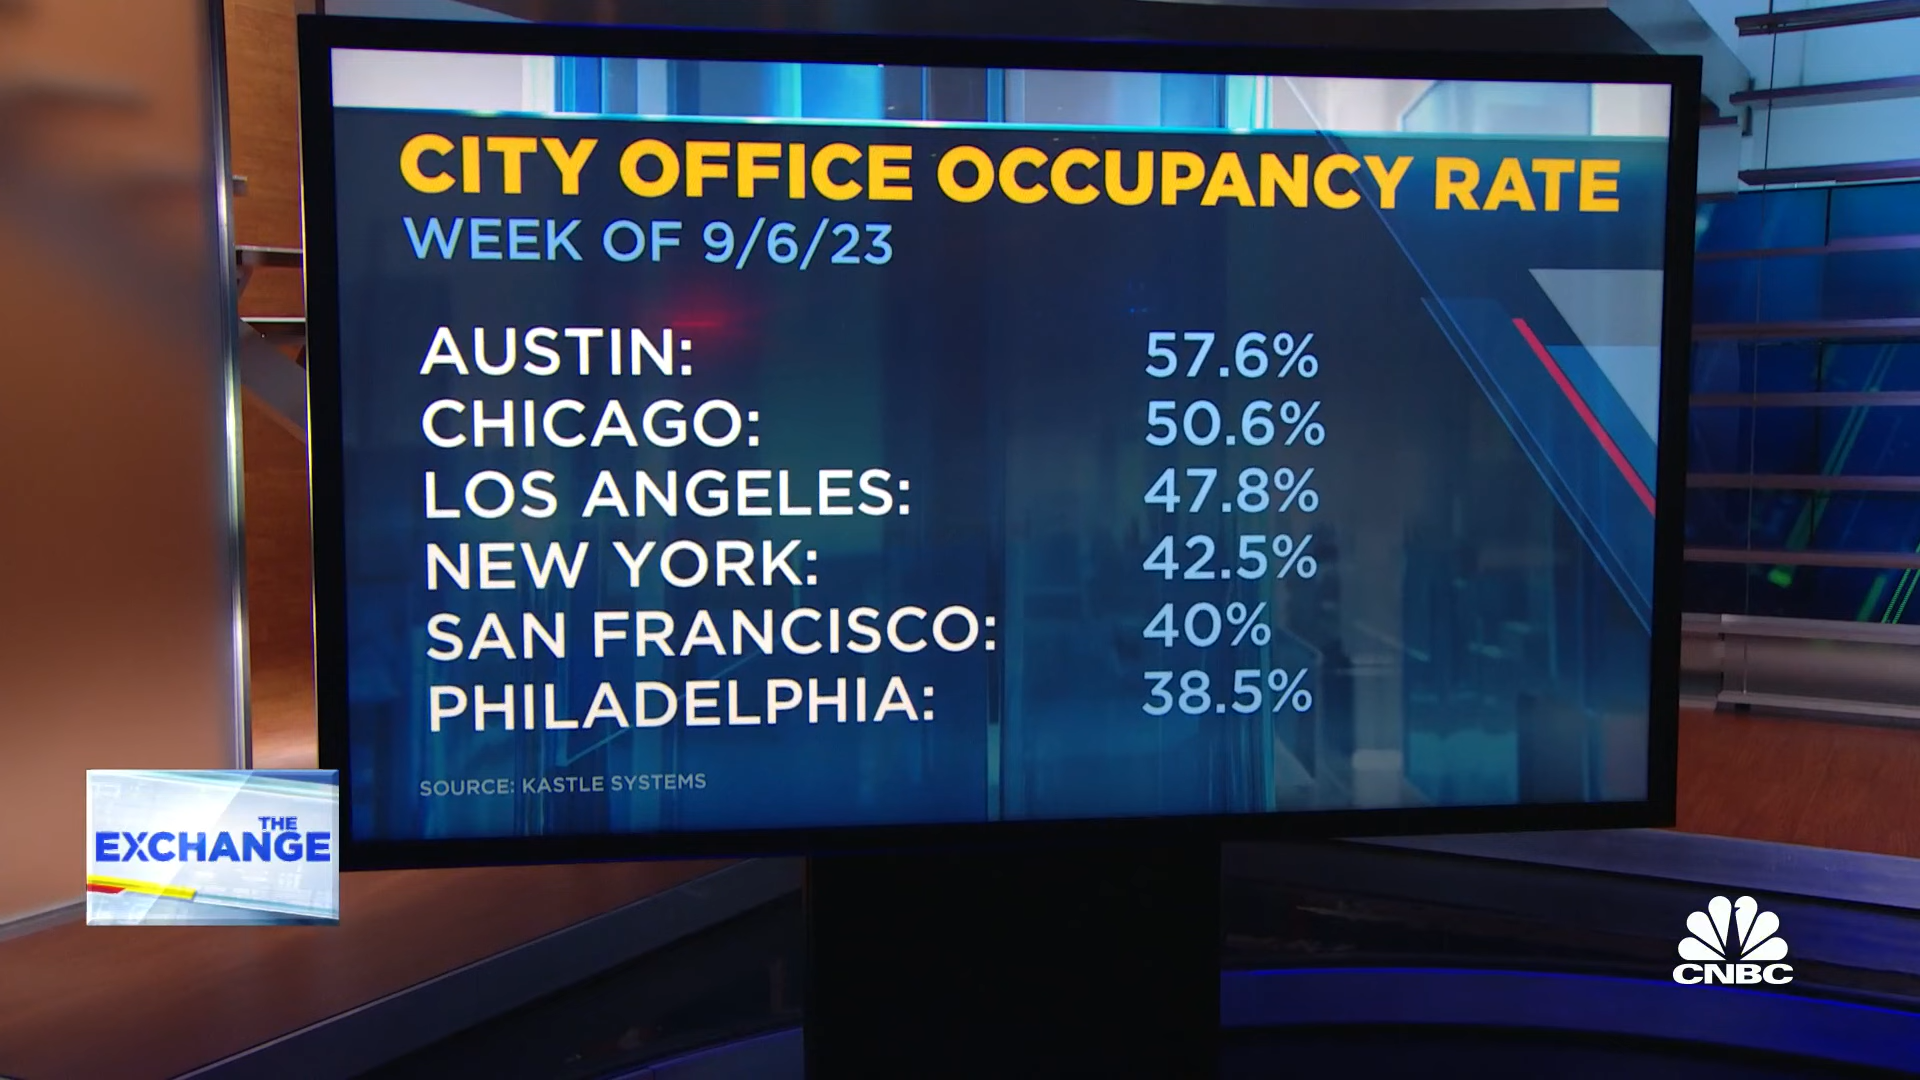 CITY OFFICE OCCUPANCY RATE
WEEK OF 9/6/23
AUSTIN: 57.6%
CHICAGO: 50.6%
LOS ANGELES: 47.8%
NEW YORK: 42.5%
SAN FRANCISCO: 40%
PHILADELPHIA: 38.5%
SOURCE: KASTLE SYSTEMS
THE
EXCHANGE
CNBC